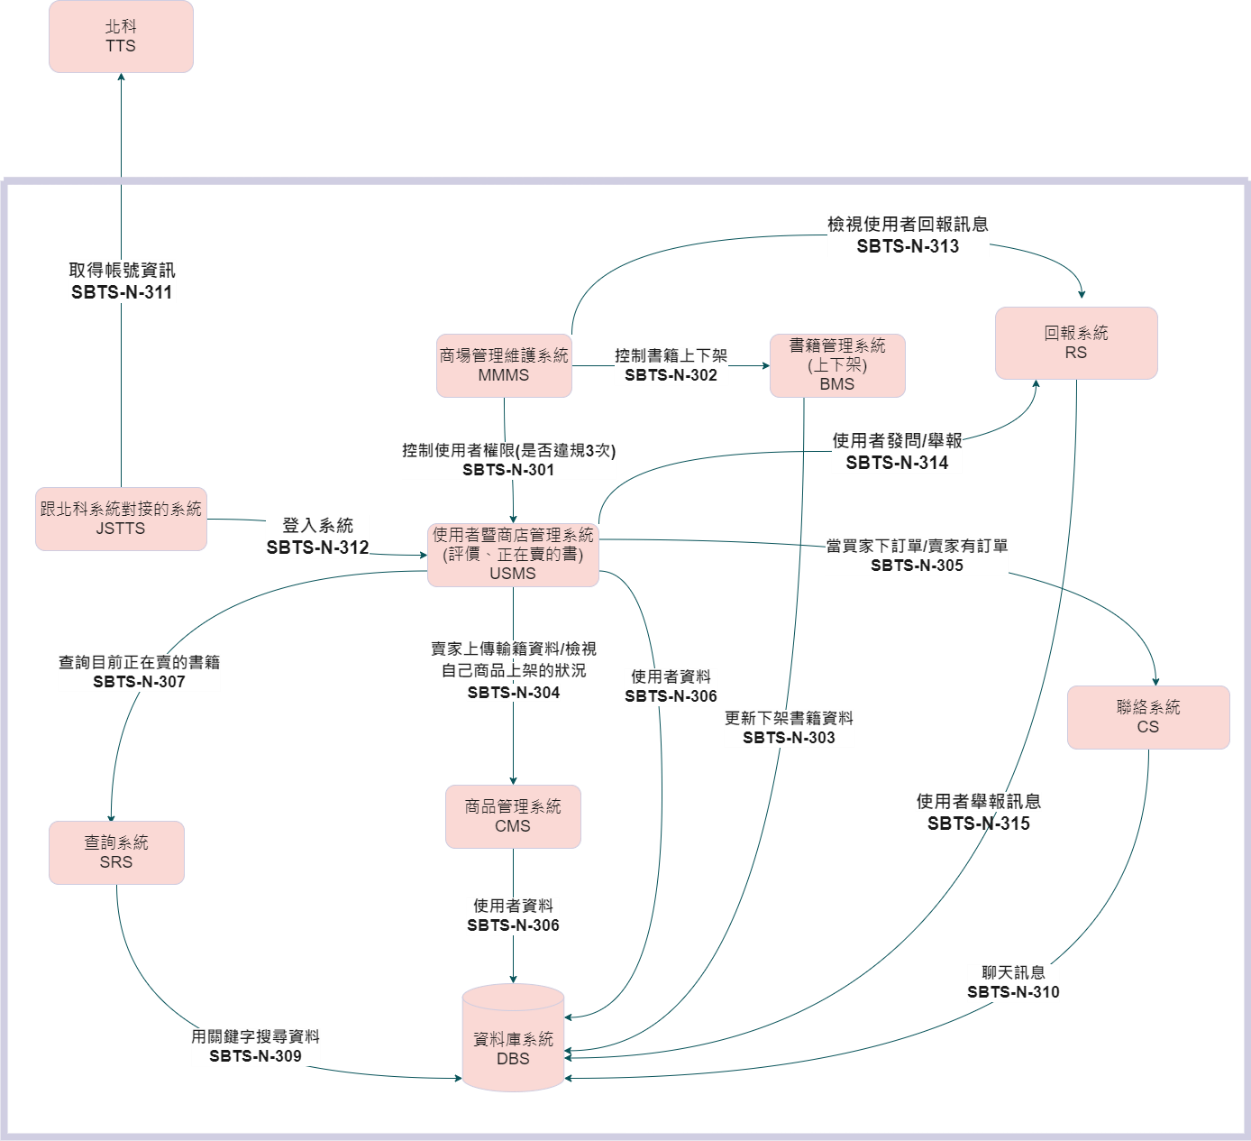 北科
TTS
取得帳號資訊
SBTS-N-311
檢視使用者回報訊息
SBTS-N-313
回報系統
RS
商場管理維護系統
MMMS
控制書籍上下架
SBTS-N-302
書籍管理系統
(上下架)
BMS
控制使用者權限(是否違規3次)
SBTS-N-301
使用者發問/舉報
SBTS-N-314
跟北科系統對接的系統
JSTTS
登入系統
SBTS-N-312
使用者暨商店管理系統
(評價、正在賣的書)
USMS
當買家下訂單/賣家有訂單
SBTS-N-305
查詢目前正在賣的書籍
SBTS-N-307
賣家上傳輸籍資料/檢視
自己商品上架的狀況
SBTS-N-304
使用者資料
SBTS-N-306
更新下架書籍資料
SBTS-N-303
聯絡系統
CS
商品管理系統
CMS
使用者舉報訊息
SBTS-N-315
查詢系統
SRS
使用者資料
SBTS-N-306
聊天訊息
SBTS-N-310
用關鍵字搜尋資料
SBTS-N-309
資料庫系統
DBS